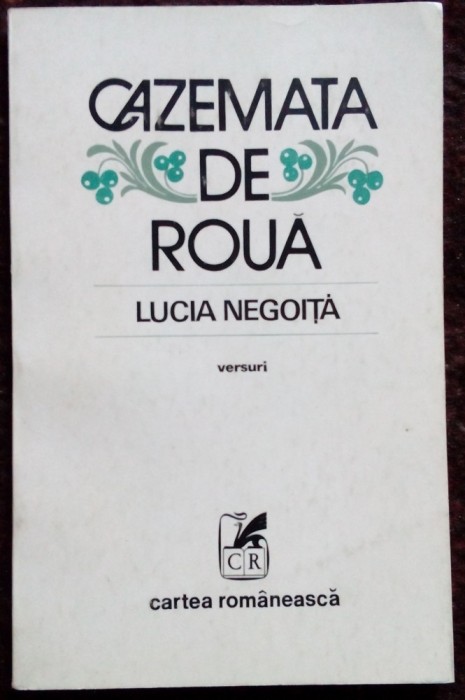 CAZEMATA
DE
ROUĂ
LUCIA NEGOIȚĂ
versuri
CR
cartea românească